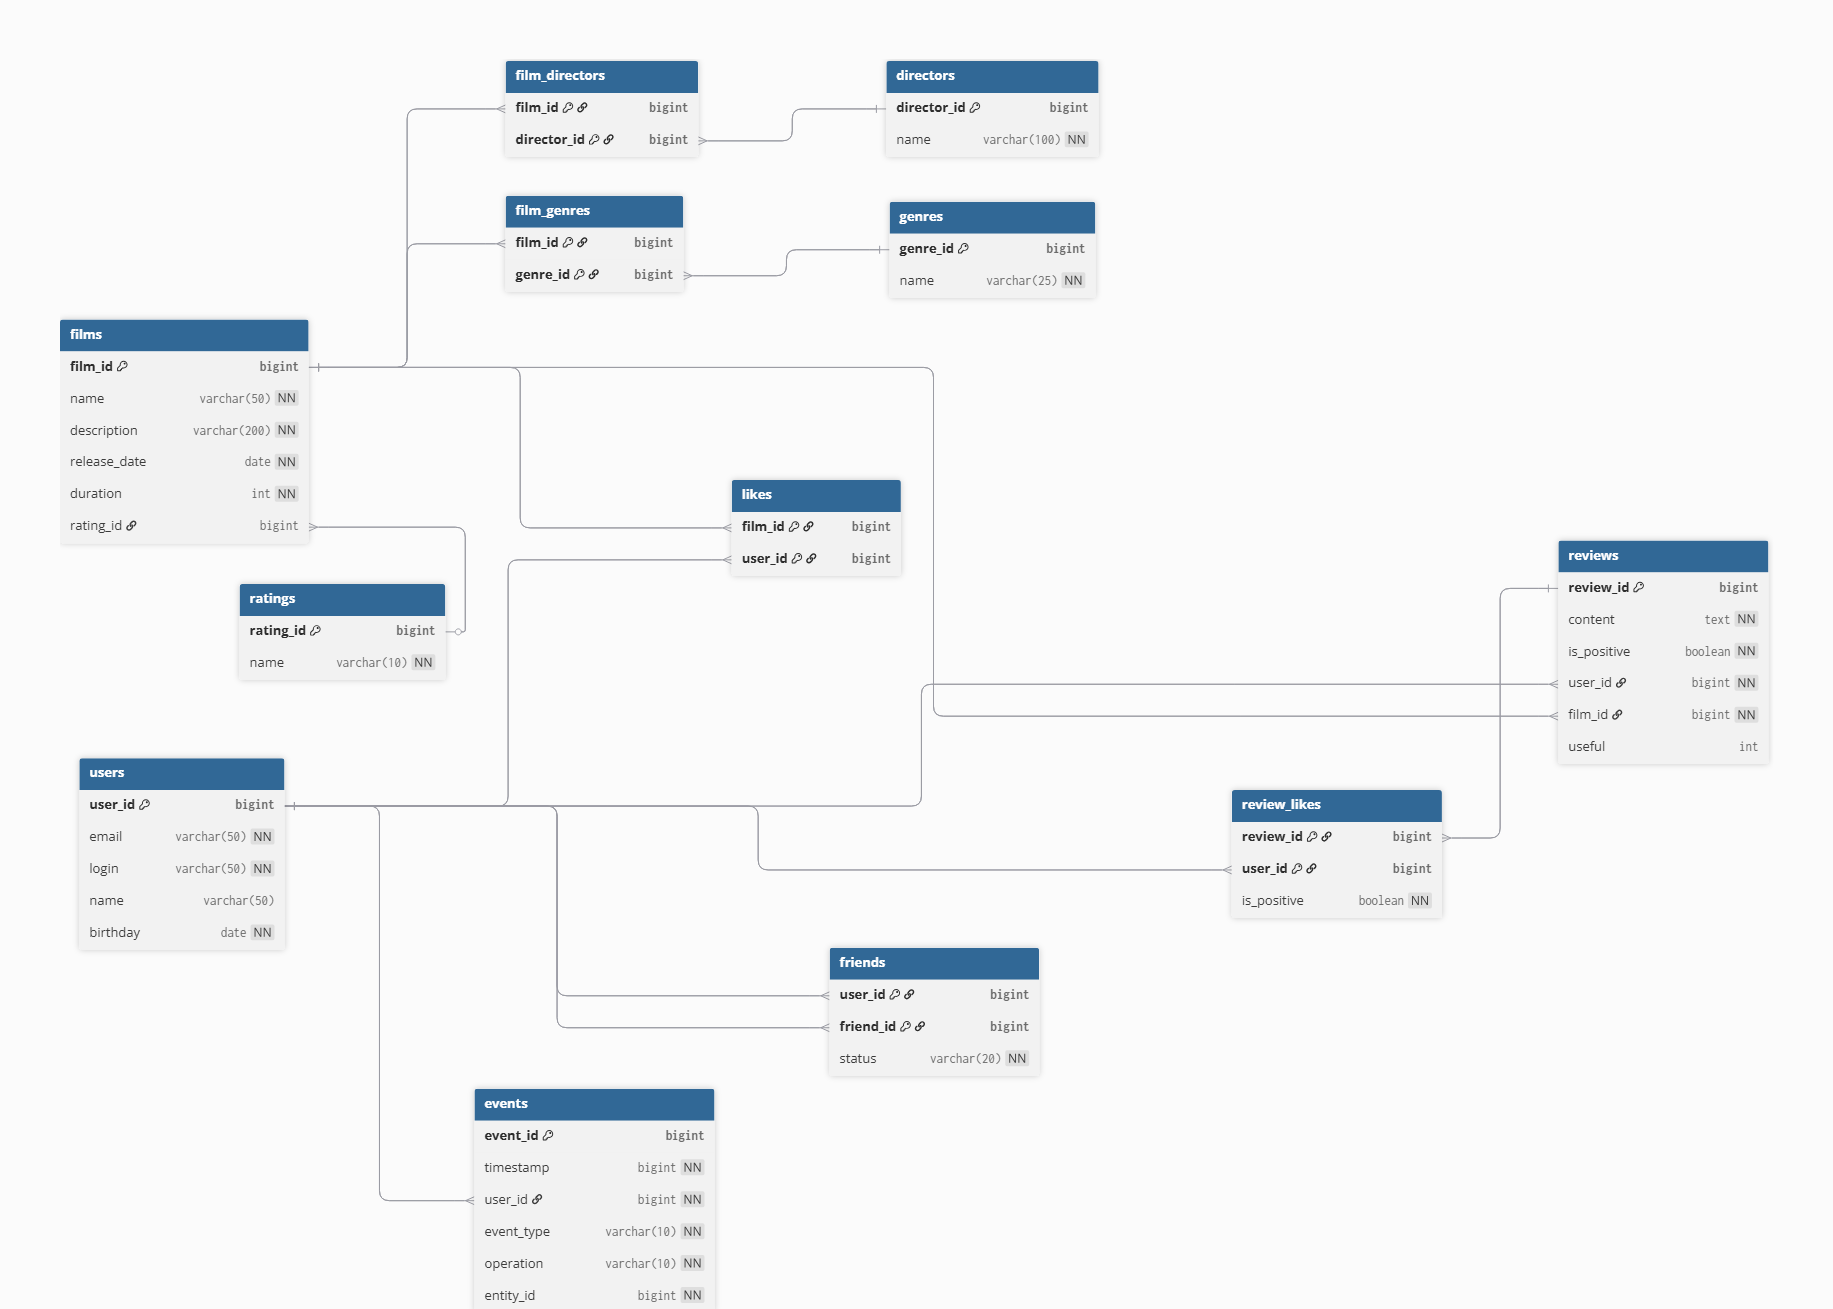 film_directors
film_id bigint
director_id bigint
directors
director_id bigint
name varchar(100) NN
film_genres
film_id bigint
genre_id bigint
genres
genre_id bigint
name varchar(25) NN
films
film_id bigint
name varchar(50) NN
description varchar(200) NN
release_date date NN
duration int NN
rating_id bigint
likes
film_id bigint
user_id bigint
reviews
review_id bigint
content text NN
is_positive boolean NN
user_id bigint NN
film_id bigint NN
useful int
ratings
rating_id bigint
name varchar(10) NN
users
user_id bigint
email varchar(50) NN
login varchar(50) NN
name varchar(50)
birthday date NN
review_likes
review_id bigint
user_id bigint
is_positive boolean NN
friends
user_id bigint
friend_id bigint
status varchar(20) NN
events
event_id bigint
timestamp bigint NN
user_id bigint NN
event_type varchar(10) NN
operation varchar(10) NN
entity_id bigint NN